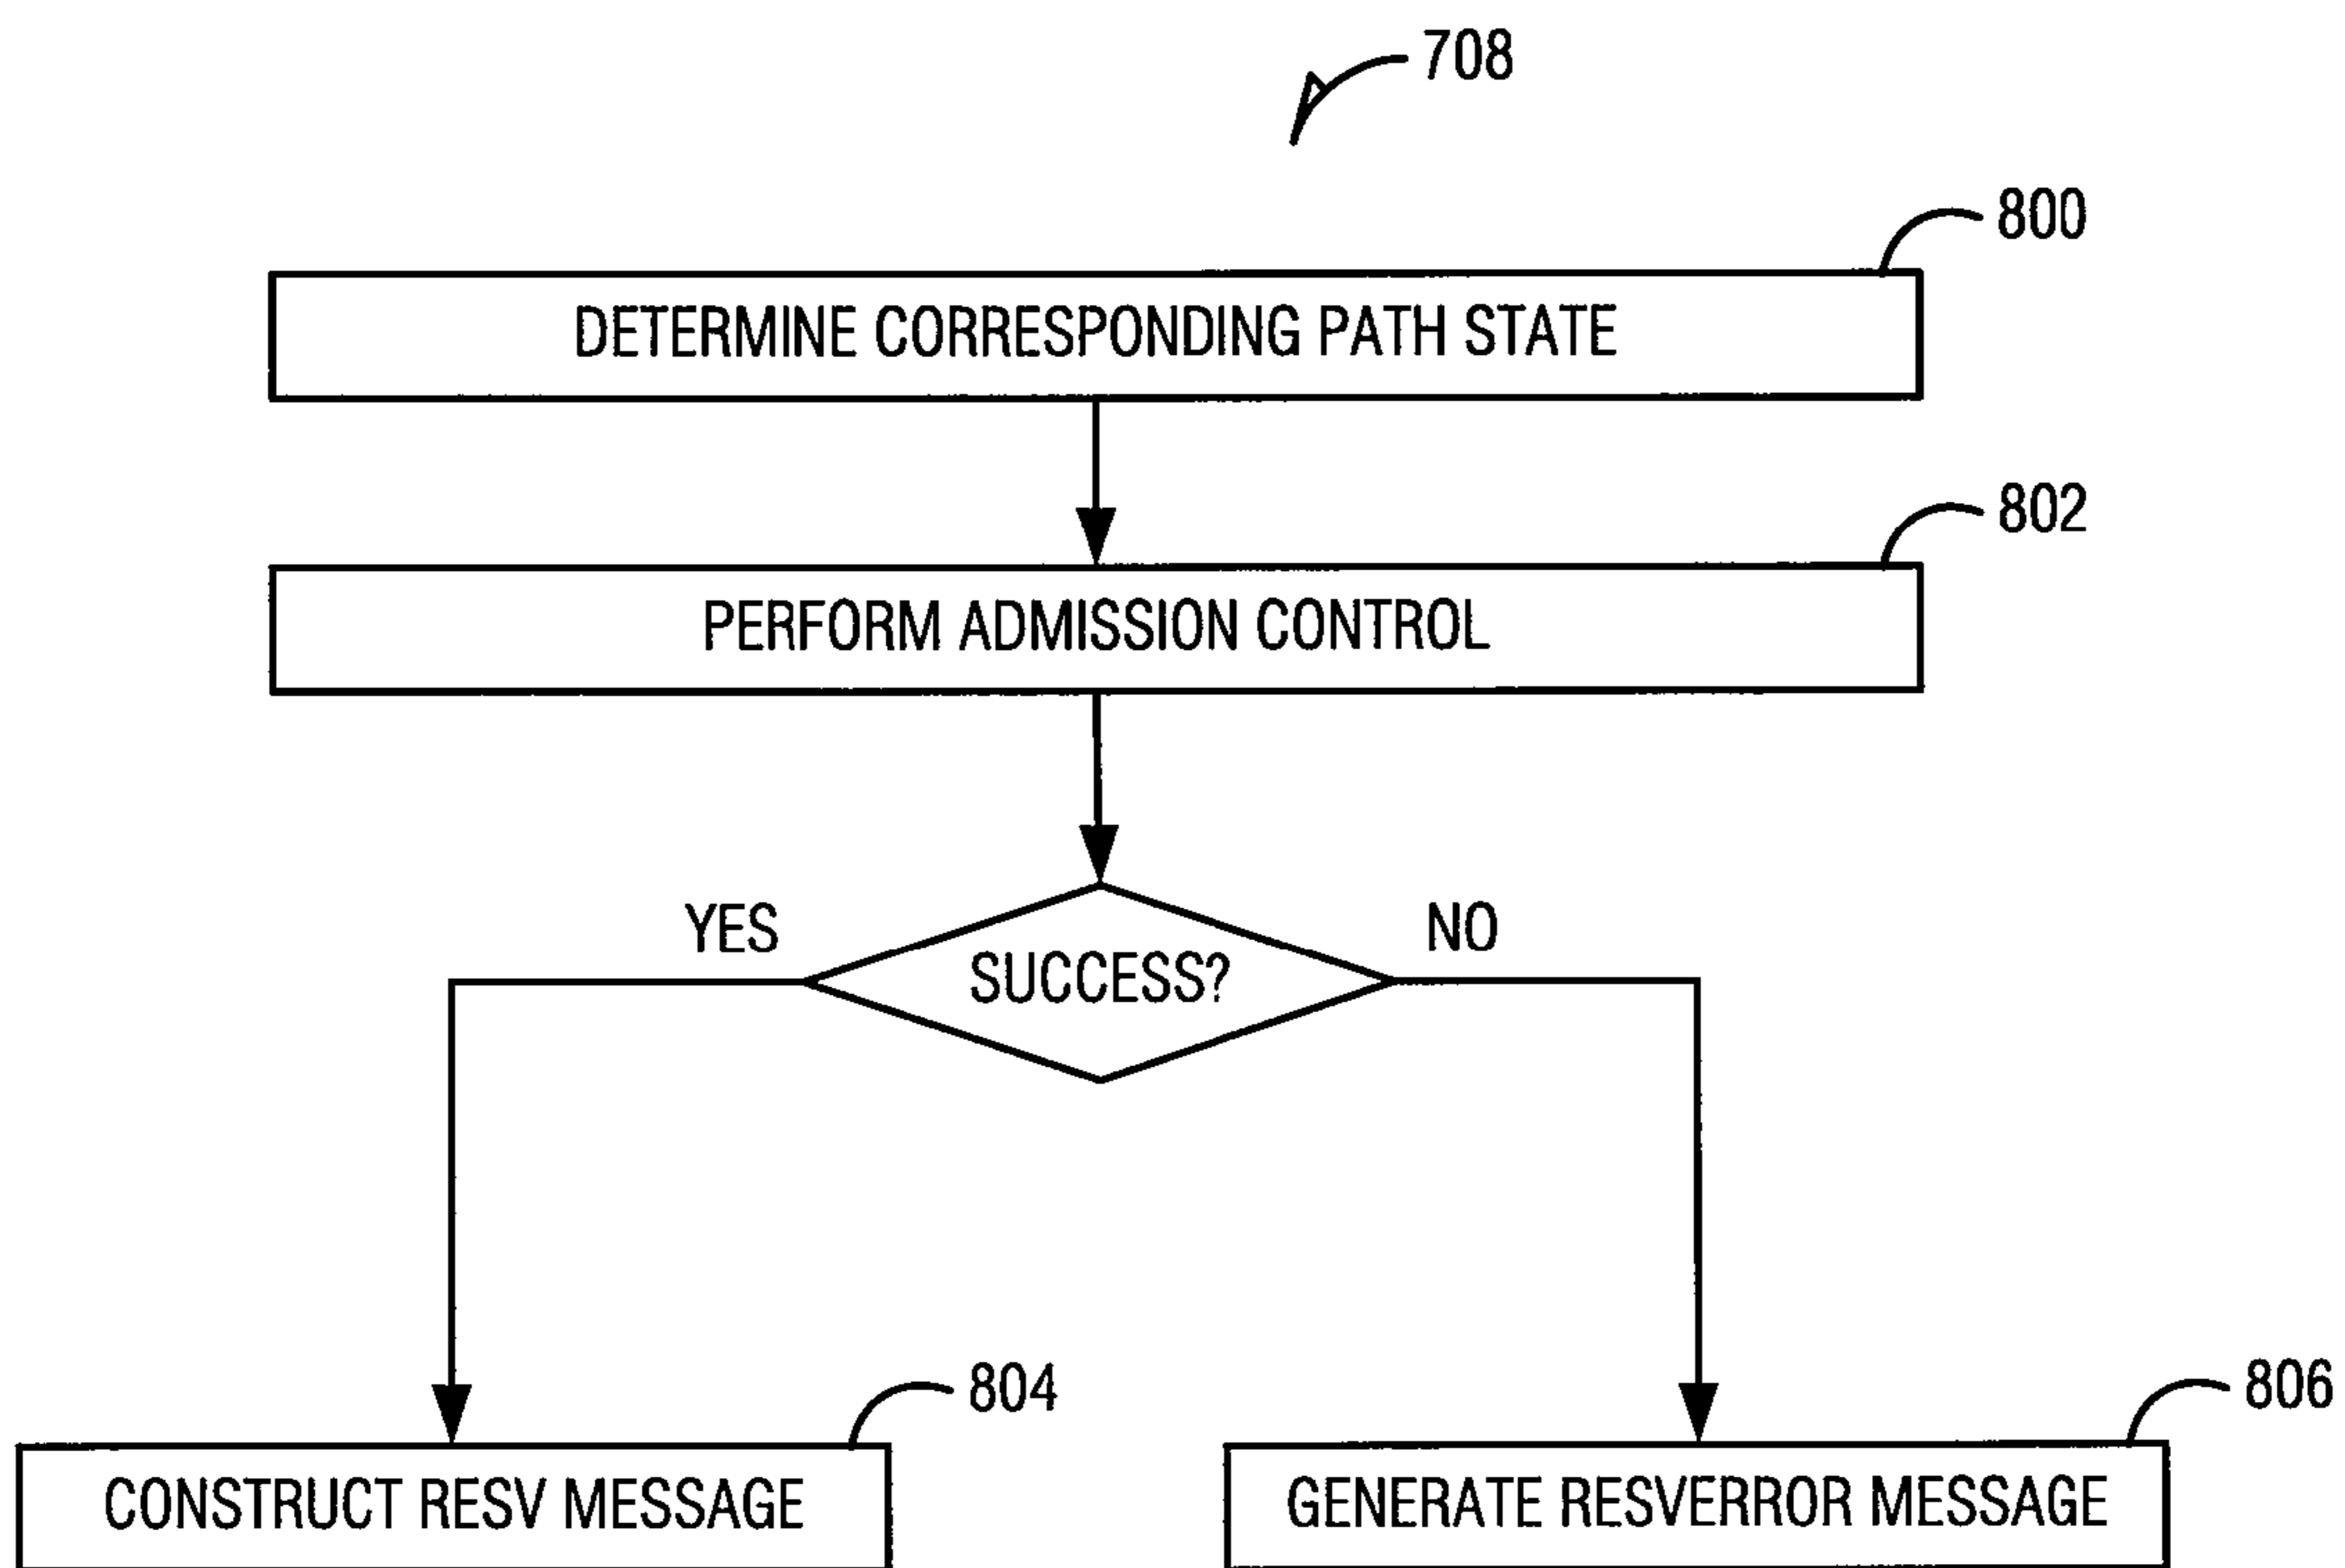 708
800
DETERMINE CORRESPONDING PATH STATE
802
PERFORM ADMISSION CONTROL
YES
NO
SUCCESS?
804
806
CONSTRUCT RESV MESSAGE
GENERATE RESVERROR MESSAGE